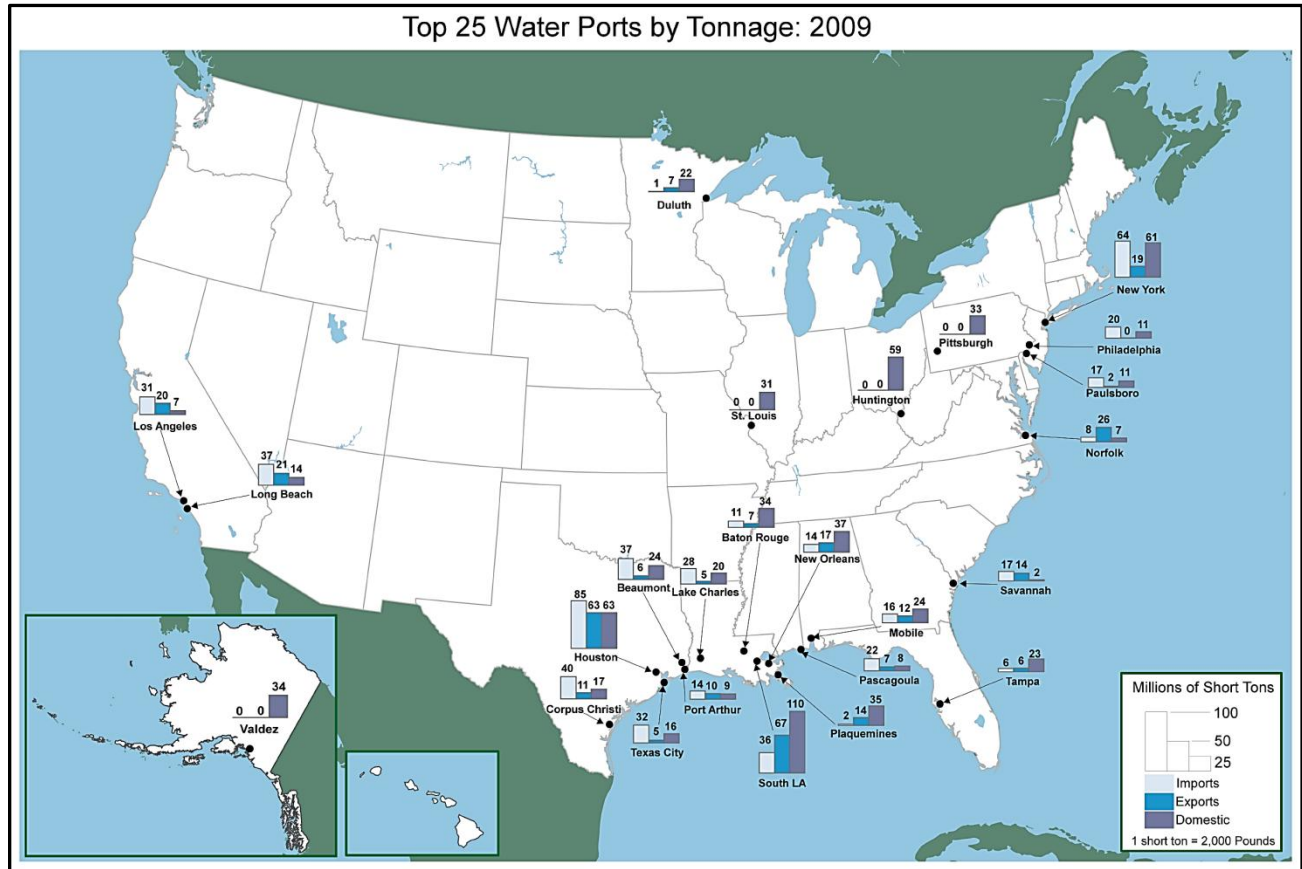 Top 25 Water Ports by Tonnage: 2009
1 7 22
Duluth
64 19 61
New York
0 0 33
Pittsburgh
20 0 11
Philadelphia
0 0 59
Huntington
17 2 11
Paulsboro
0 0 31
St. Louis
8 26 7
Norfolk
31 20 7
Los Angeles
37 21 14
Long Beach
11 7 34
Baton Rouge
14 17 37
New Orleans
37 6 24
Beaumont
28 5 20
Lake Charles
17 14 2
Savannah
85 63 63
Houston
16 12 24
Mobile
22 7 8
Pascagoula
6 6 23
Tampa
40 11 17
Corpus Christi
14 10 9
Port Arthur
32 5 16
Texas City
36 67 110
South LA
2 14 35
Plaquemines
0 0 34
Valdez
Millions of Short Tons
100
50
25
Imports
Exports
Domestic
1 short ton = 2,000 Pounds